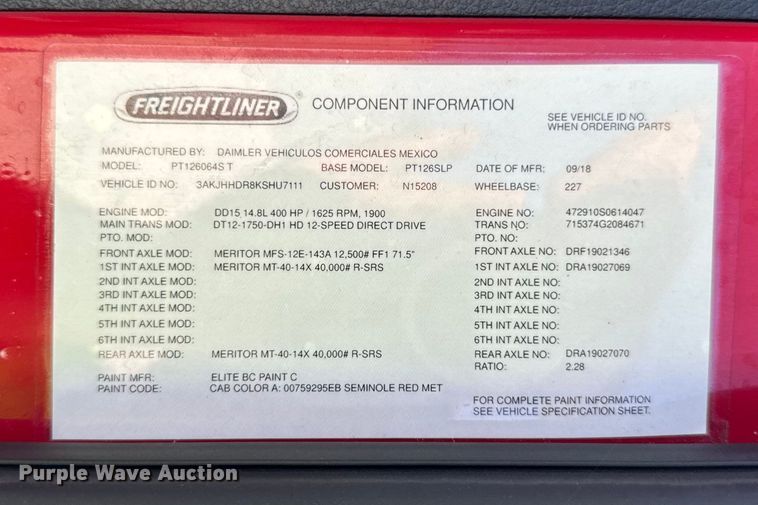 FREIGHTLINER COMPONENT INFORMATION
SEE VEHICLE ID NO.
WHEN ORDERING PARTS
MANUFACTURED BY: DAIMLER VEHICULOS COMERCIALES MEXICO
MODEL: PT126064S T BASE MODEL: PT126SLP DATE OF MFR: 09/18
VEHICLE ID NO: 3AKJHHDR8KSHU7111 CUSTOMER: N15208 WHEELBASE: 227
ENGINE MOD: DD15 14.8L 400 HP / 1625 RPM, 1900 ENGINE NO: 472910S0614047
MAIN TRANS MOD: DT12-1750-DH1 HD 12-SPEED DIRECT DRIVE TRANS NO: 715374G2084671
PTO. MOD: PTO. NO:
FRONT AXLE MOD: MERITOR MFS-12E-143A 12,500# FF1 71.5" FRONT AXLE NO: DRF19021346
1ST INT AXLE MOD: MERITOR MT-40-14X 40,000# R-SRS 1ST INT AXLE NO: DRA19027069
2ND INT AXLE MOD: 2ND INT AXLE NO:
3RD INT AXLE MOD: 3RD INT AXLE NO:
4TH INT AXLE MOD: 4TH INT AXLE NO:
5TH INT AXLE MOD: 5TH INT AXLE NO:
6TH INT AXLE MOD: 6TH INT AXLE NO:
REAR AXLE MOD: MERITOR MT-40-14X 40,000# R-SRS REAR AXLE NO: DRA19027070
RATIO: 2.28
PAINT MFR: ELITE BC PAINT C
PAINT CODE: CAB COLOR A: 00759295EB SEMINOLE RED MET
FOR COMPLETE PAINT INFORMATION
SEE VEHICLE SPECIFICATION SHEET.
Purple Wave Auction